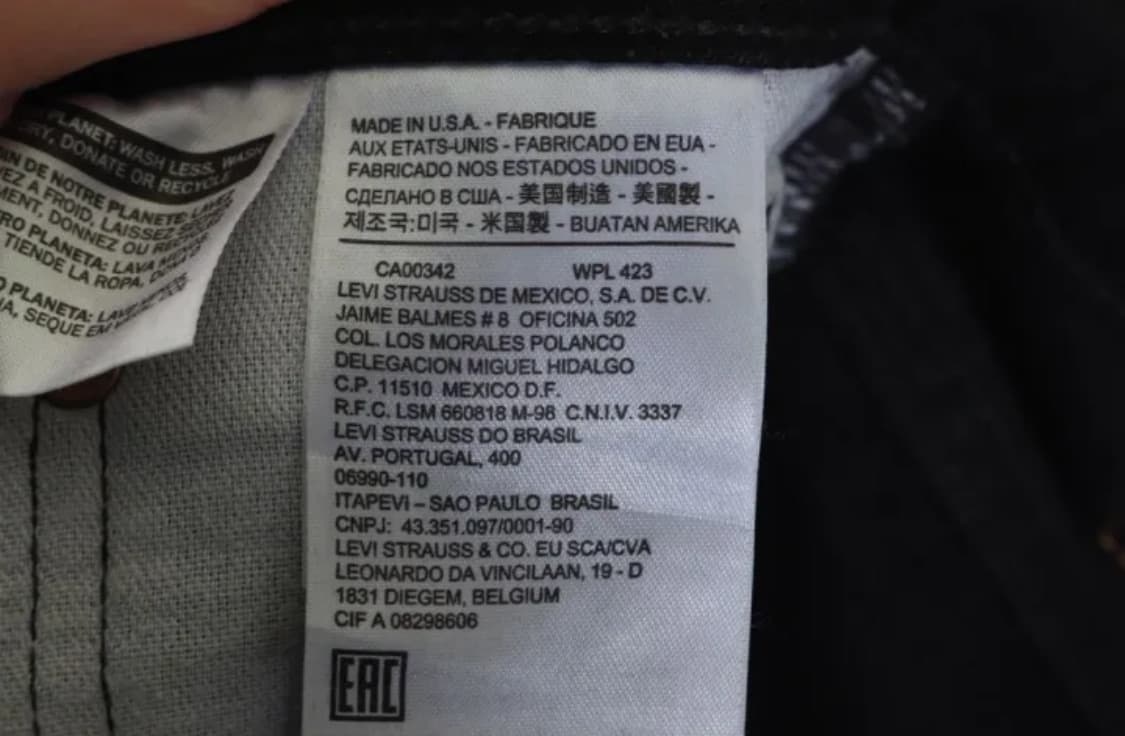 PLANET: WASH LESS, WASH
DRY, DONATE OR RECYCLE
DE NOTRE PLANETE: LAVEZ
A FROID, LAISSEZ
DONNEZ OU
PLANETA: LAVA
TIENDE LA ROPA,
PLANETA:
SEQUE EM
MADE IN U.S.A. - FABRIQUE
AUX ETATS-UNIS - FABRICADO EN EUA -
FABRICADO NOS ESTADOS UNIDOS -
СДЕЛАНО В США - 美国制造 - 美國製 -
제조국:미국 - 米国製 - BUATAN AMERIKA
CA00342 WPL 423
LEVI STRAUSS DE MEXICO, S.A. DE C.V.
JAIME BALMES # 8 OFICINA 502
COL. LOS MORALES POLANCO
DELEGACION MIGUEL HIDALGO
C.P. 11510 MEXICO D.F.
R.F.C. LSM 660818 M-98 C.N.I.V. 3337
LEVI STRAUSS DO BRASIL
AV. PORTUGAL, 400
06990-110
ITAPEVI – SAO PAULO BRASIL
CNPJ: 43.351.097/0001-90
LEVI STRAUSS & CO. EU SCA/CVA
LEONARDO DA VINCILAAN, 19 - D
1831 DIEGEM, BELGIUM
CIF A 08298606
EAC